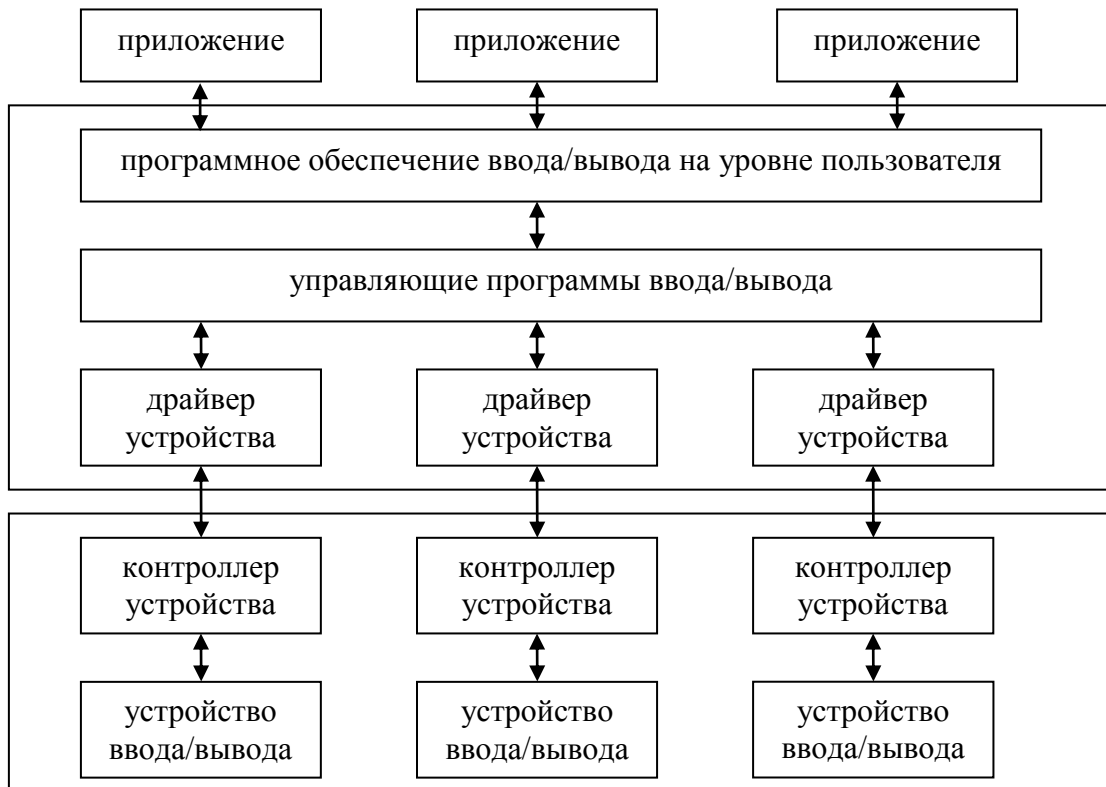 приложение
приложение
приложение
программное обеспечение ввода/вывода на уровне пользователя
управляющие программы ввода/вывода
драйвер
устройства
драйвер
устройства
драйвер
устройства
контроллер
устройства
контроллер
устройства
контроллер
устройства
устройство
ввода/вывода
устройство
ввода/вывода
устройство
ввода/вывода